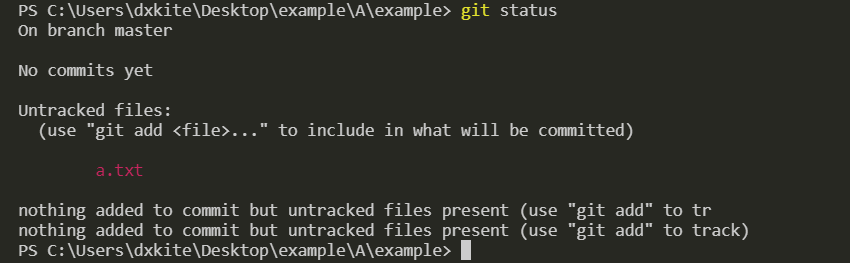 PS C:\Users\dxkite\Desktop\example\A\example> git status
On branch master
No commits yet
Untracked files:
(use "git add <file>..." to include in what will be committed)
a.txt
nothing added to commit but untracked files present (use "git add" to tr
nothing added to commit but untracked files present (use "git add" to track)
PS C:\Users\dxkite\Desktop\example\A\example>